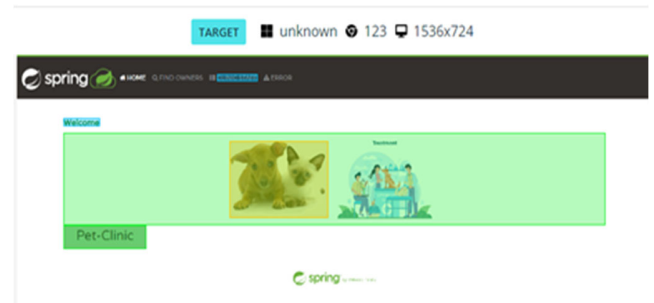 TARGET unknown 123 1536x724
spring HOME FIND OWNERS ERROR
Welcome
Pet-Clinic
spring